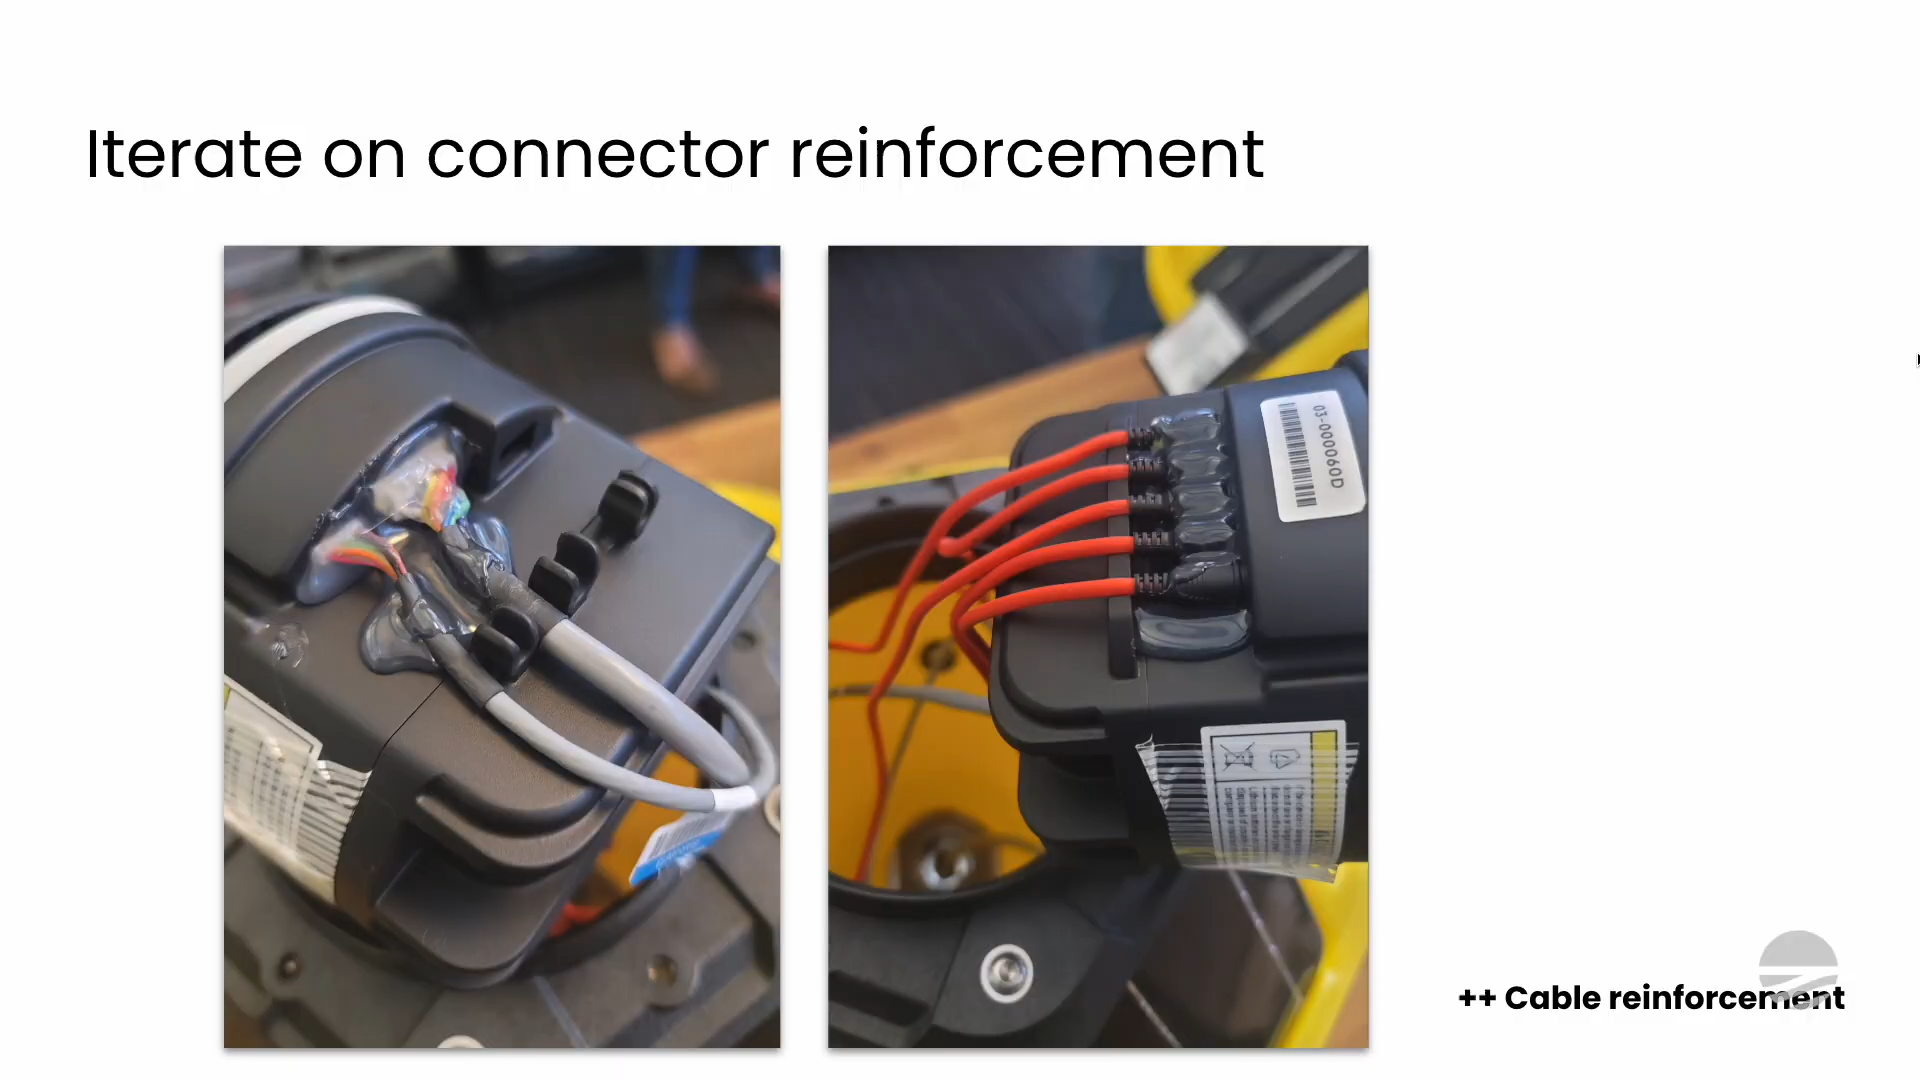 Iterate on connector reinforcement
03-000060D
++ Cable reinforcement